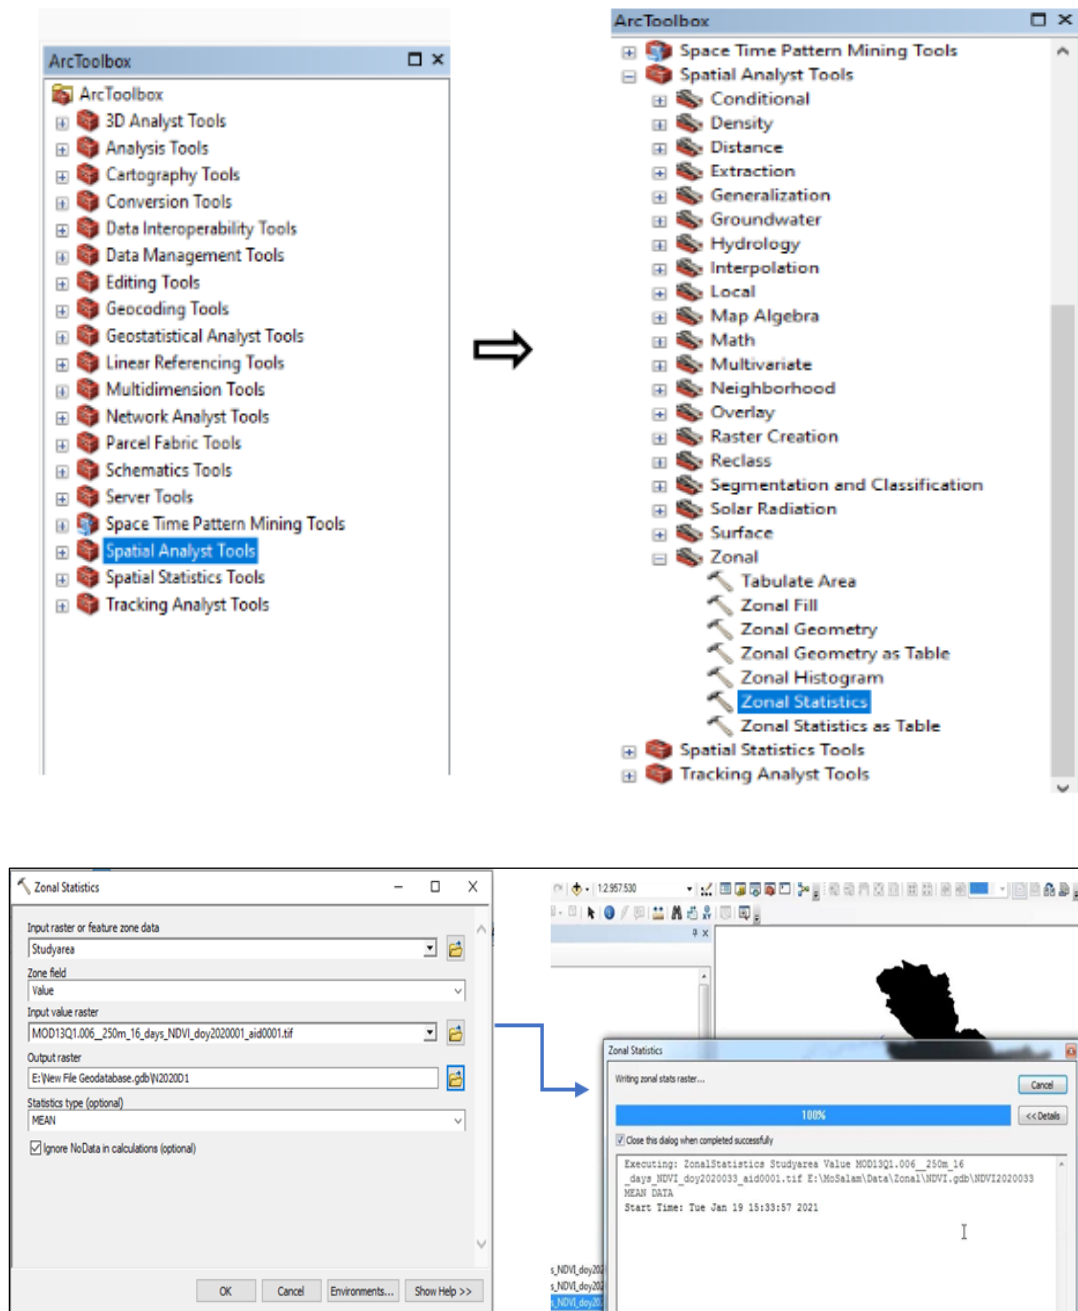 ArcToolbox
ArcToolbox
3D Analyst Tools
Analysis Tools
Cartography Tools
Conversion Tools
Data Interoperability Tools
Data Management Tools
Editing Tools
Geocoding Tools
Geostatistical Analyst Tools
Linear Referencing Tools
Multidimension Tools
Network Analyst Tools
Parcel Fabric Tools
Schematics Tools
Server Tools
Space Time Pattern Mining Tools
Spatial Analyst Tools
Spatial Statistics Tools
Tracking Analyst Tools
ArcToolbox
Space Time Pattern Mining Tools
Spatial Analyst Tools
Conditional
Density
Distance
Extraction
Generalization
Groundwater
Hydrology
Interpolation
Local
Map Algebra
Math
Multivariate
Neighborhood
Overlay
Raster Creation
Reclass
Segmentation and Classification
Solar Radiation
Surface
Zonal
Tabulate Area
Zonal Fill
Zonal Geometry
Zonal Geometry as Table
Zonal Histogram
Zonal Statistics
Zonal Statistics as Table
Spatial Statistics Tools
Tracking Analyst Tools
Zonal Statistics
Input raster or feature zone data
Studyarea
Zone field
Value
Input value raster
MOD13Q1.006__250m_16_days_NDVI_doy2020001_aid0001.tif
Output raster
E:\New File Geodatabase.gdb\N2020D1
Statistics type (optional)
MEAN
Ignore NoData in calculations (optional)
OK Cancel Environments... Show Help >>
1:2.957.530
Zonal Statistics
Writing zonal stats raster...
Cancel
100%
<< Details
Close this dialog when completed successfully
Executing: ZonalStatistics Studyarea Value MOD13Q1.006__250m_16
_days_NDVI_doy2020033_aid0001.tif E:\MoSalam\Data\Zonal\NDVI.gdb\NDVI2020033
MEAN DATA
Start Time: Tue Jan 19 15:33:57 2021
s_NDVI_doy202
s_NDVI_doy202
s_NDVI_doy20